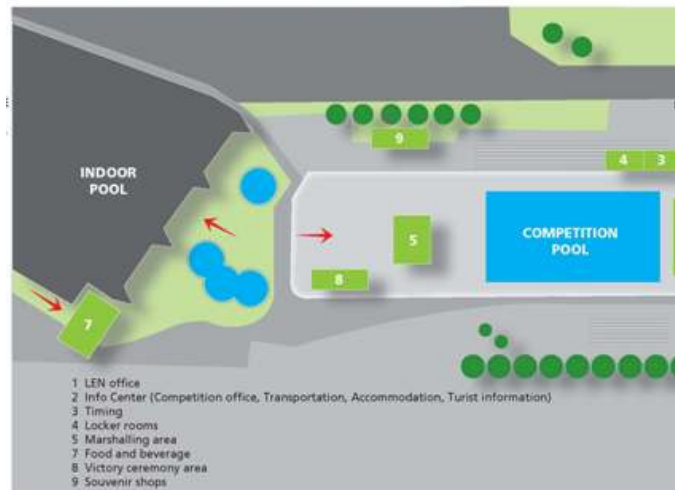 9
4 3
INDOOR
POOL
5
COMPETITION
POOL
8
7
1 LEN office
2 Info Center (Competition office, Transportation, Accommodation, Turist information)
3 Timing
4 Locker rooms
5 Marshalling area
7 Food and beverage
8 Victory ceremony area
9 Souvenir shops